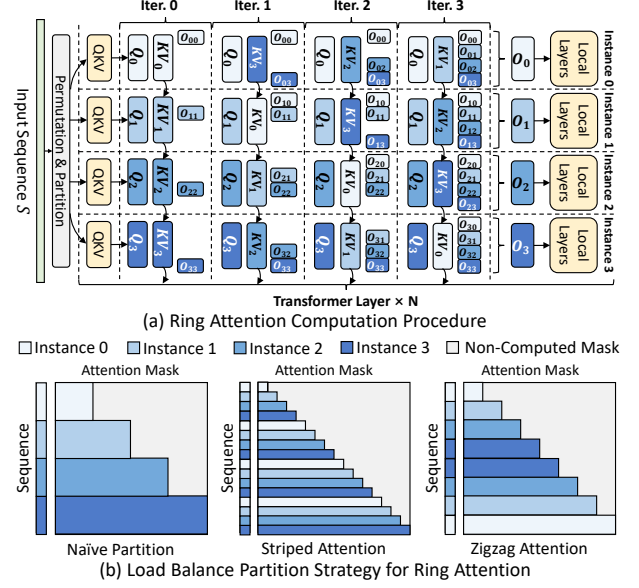 Iter. 0 Iter. 1 Iter. 2 Iter. 3
Input Sequence S
Permutation & Partition
QKV Q0 KV0 O00 Q0 KV3 O00 O03 Q0 KV2 O00 O02 O03 Q0 KV1 O00 O01 O02 O03 O0 Local Layers Instance 0
QKV Q1 KV1 O11 Q1 KV0 O10 O11 Q1 KV3 O10 O11 O13 Q1 KV2 O10 O11 O12 O13 O1 Local Layers Instance 1
QKV Q2 KV2 O22 Q2 KV1 O21 O22 Q2 KV0 O20 O21 O22 Q2 KV3 O20 O21 O22 O23 O2 Local Layers Instance 2
QKV Q3 KV3 O33 Q3 KV2 O32 O33 Q3 KV1 O31 O32 O33 Q3 KV0 O30 O31 O32 O33 O3 Local Layers Instance 3
Transformer Layer × N
(a) Ring Attention Computation Procedure
Instance 0 Instance 1 Instance 2 Instance 3 Non-Computed Mask
Attention Mask Attention Mask Attention Mask
Sequence Sequence Sequence
Naïve Partition Striped Attention Zigzag Attention
(b) Load Balance Partition Strategy for Ring Attention